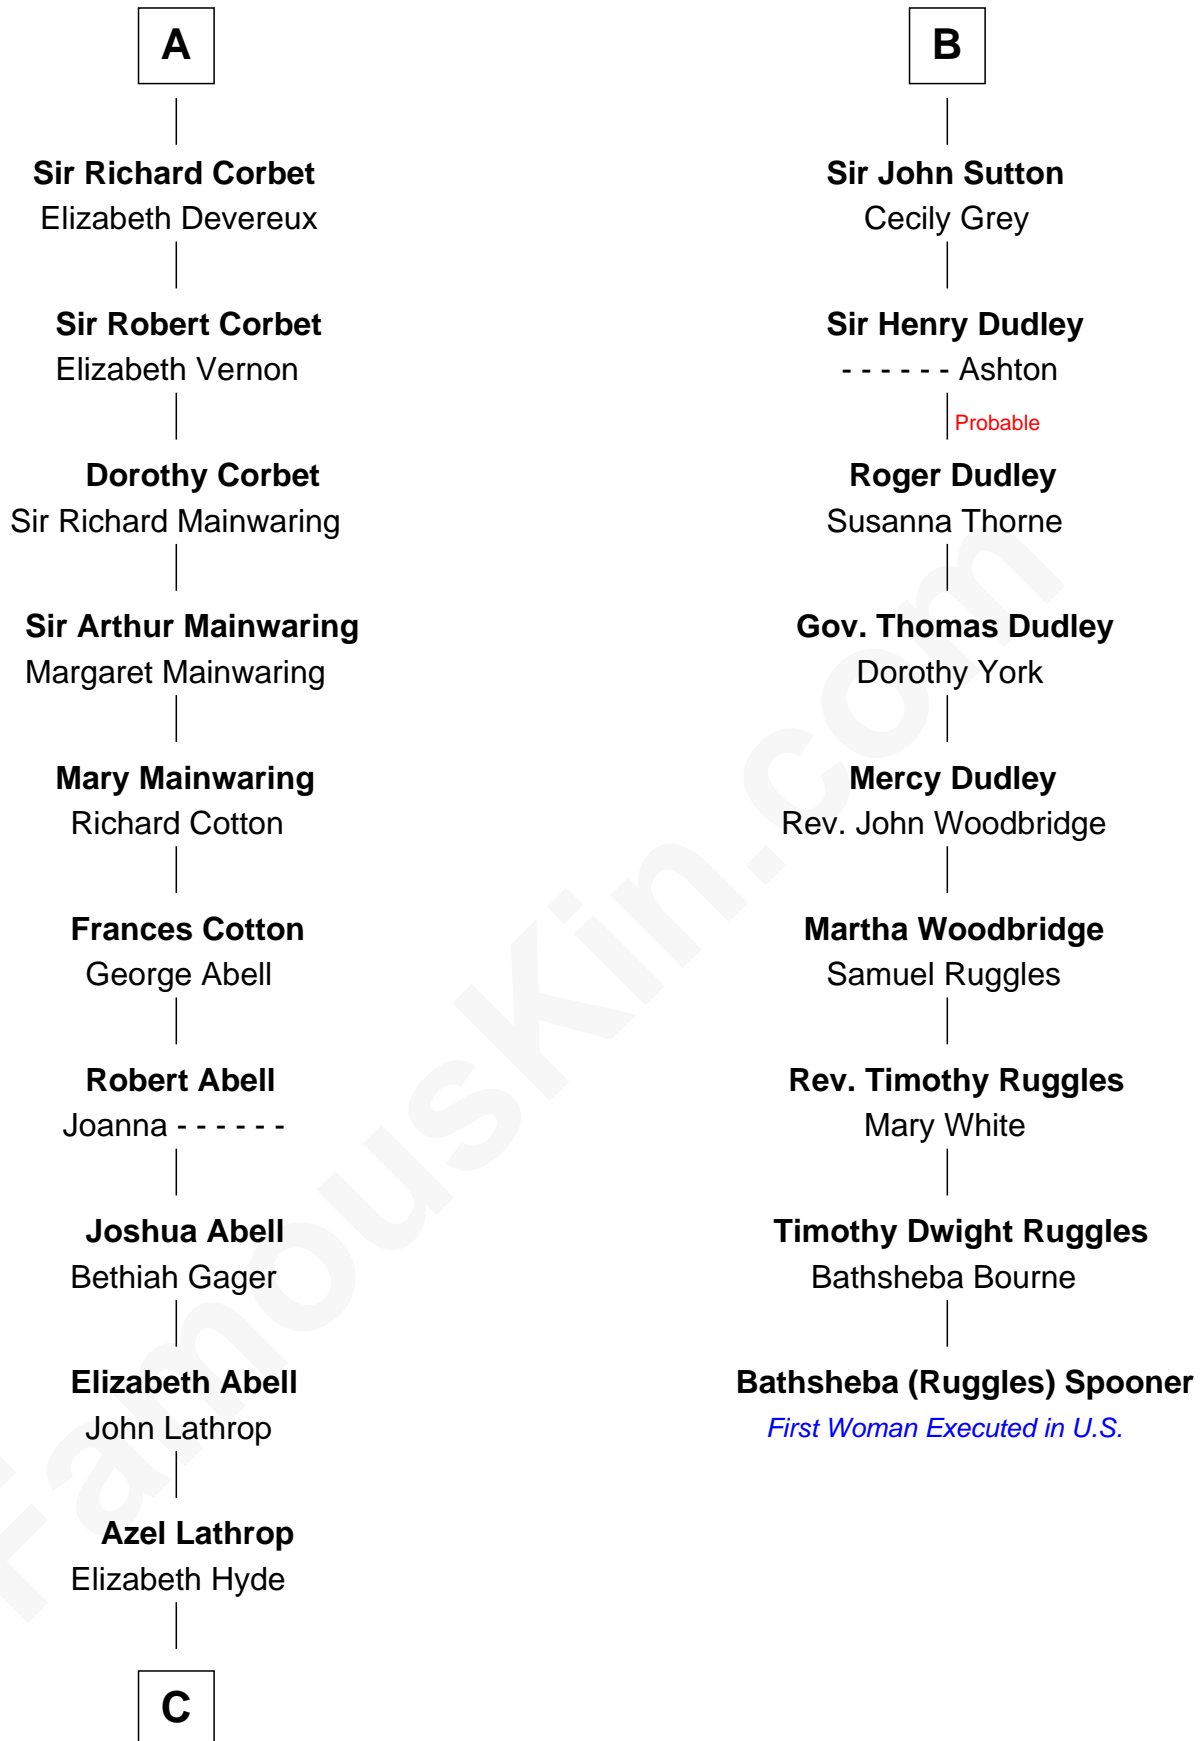 A
Sir Richard Corbet
Elizabeth Devereux
Sir Robert Corbet
Elizabeth Vernon
Dorothy Corbet
Sir Richard Mainwaring
Sir Arthur Mainwaring
Margaret Mainwaring
Mary Mainwaring
Richard Cotton
Frances Cotton
George Abell
Robert Abell
Joanna - - - - - -
Joshua Abell
Bethiah Gager
Elizabeth Abell
John Lathrop
Azel Lathrop
Elizabeth Hyde
C
B
Sir John Sutton
Cecily Grey
Sir Henry Dudley
- - - - - - Ashton
Probable
Roger Dudley
Susanna Thorne
Gov. Thomas Dudley
Dorothy York
Mercy Dudley
Rev. John Woodbridge
Martha Woodbridge
Samuel Ruggles
Rev. Timothy Ruggles
Mary White
Timothy Dwight Ruggles
Bathsheba Bourne
Bathsheba (Ruggles) Spooner
First Woman Executed in U.S.
FamousKin.com